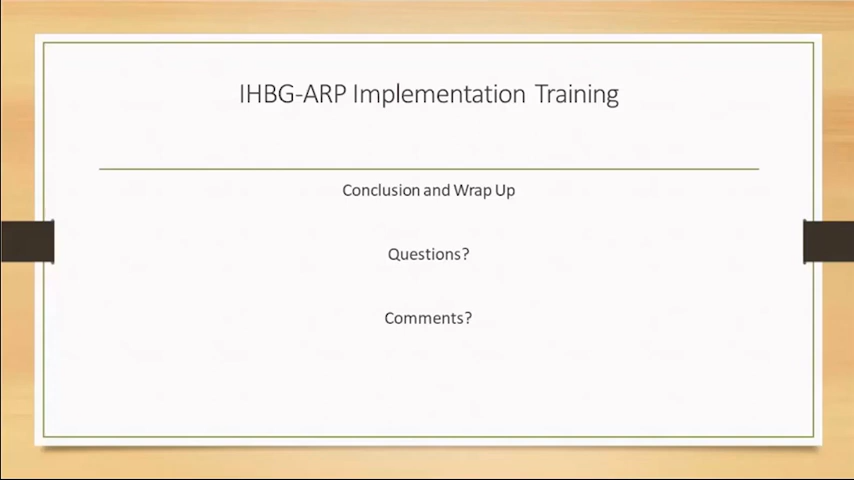 IHBG-ARP Implementation Training
Conclusion and Wrap Up
Questions?
Comments?